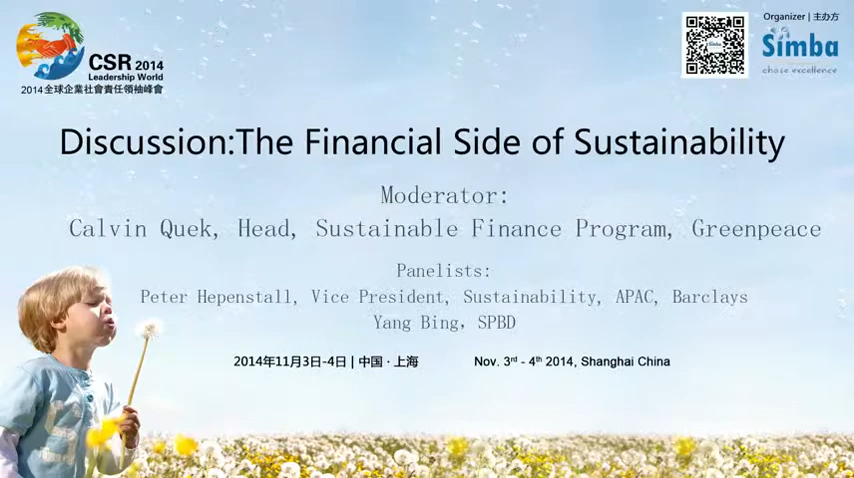 CSR 2014
Leadership World
2014全球企業社會責任領袖峰會
Organizer | 主办方
Simba
chase excellence
Discussion:The Financial Side of Sustainability
Moderator:
Calvin Quek, Head, Sustainable Finance Program, Greenpeace
Panelists:
Peter Hepenstall, Vice President, Sustainability, APAC, Barclays
Yang Bing, SPBD
2014年11月3日-4日 | 中国 · 上海
Nov. 3rd - 4th 2014, Shanghai China